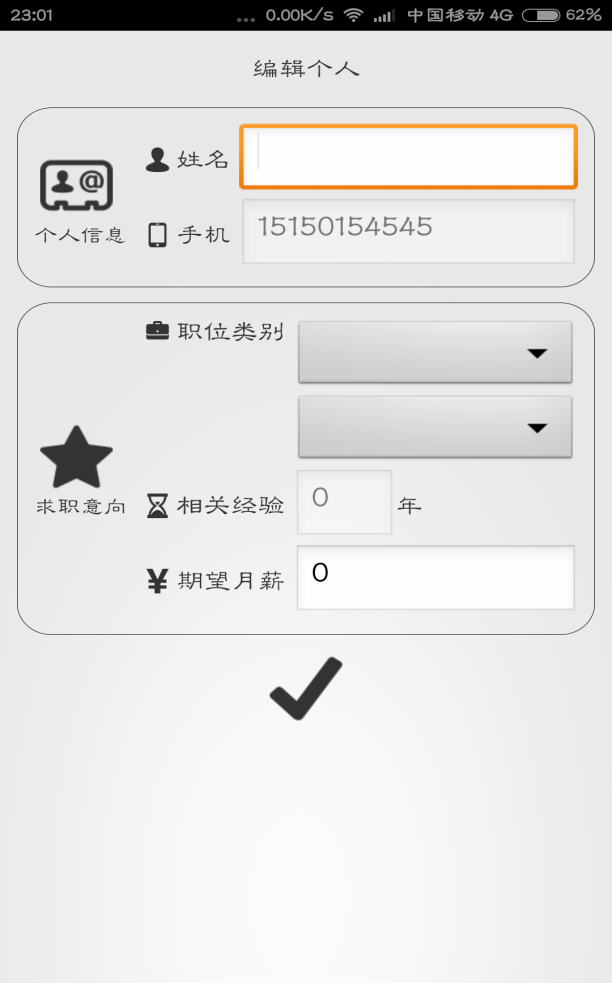 23:01 ... 0.00K/s 中国移动 4G 62%
编辑个人
姓名
个人信息
手机 15150154545
职位类别
求职意向
相关经验 0 年
¥ 期望月薪 0